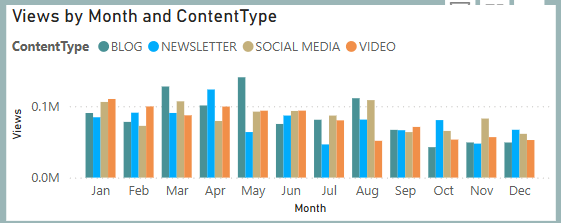 Views by Month and ContentType
ContentType BLOG NEWSLETTER SOCIAL MEDIA VIDEO
0.1M
Views
0.0M
Jan Feb Mar Apr May Jun Jul Aug Sep Oct Nov Dec
Month